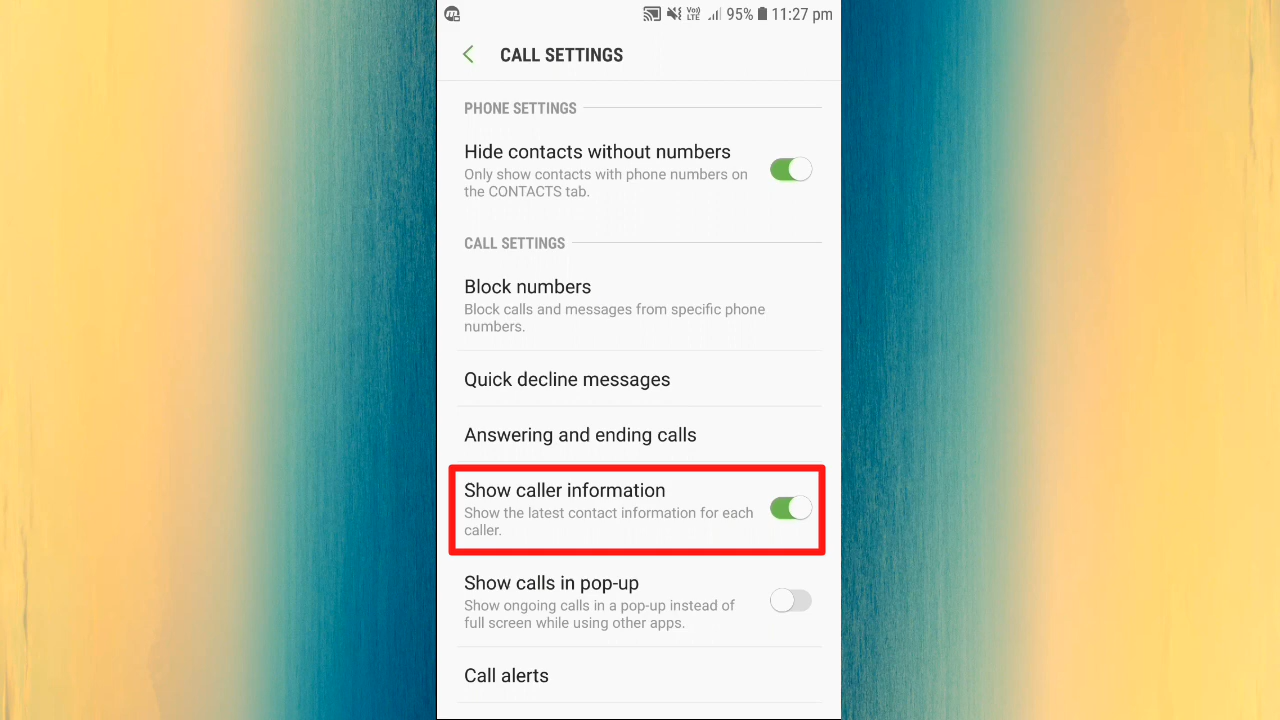 Voo) LTE 95% 11:27 pm
CALL SETTINGS
PHONE SETTINGS
Hide contacts without numbers
Only show contacts with phone numbers on
the CONTACTS tab.
CALL SETTINGS
Block numbers
Block calls and messages from specific phone
numbers.
Quick decline messages
Answering and ending calls
Show caller information
Show the latest contact information for each
caller.
Show calls in pop-up
Show ongoing calls in a pop-up instead of
full screen while using other apps.
Call alerts